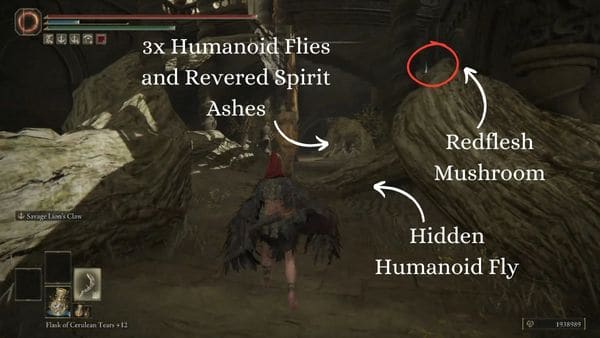 3x Humanoid Flies
and Revered Spirit
Ashes
Redflesh
Mushroom
Hidden
Humanoid Fly
Savage Lion's Claw
Flask of Cerulean Tears +12
1938989